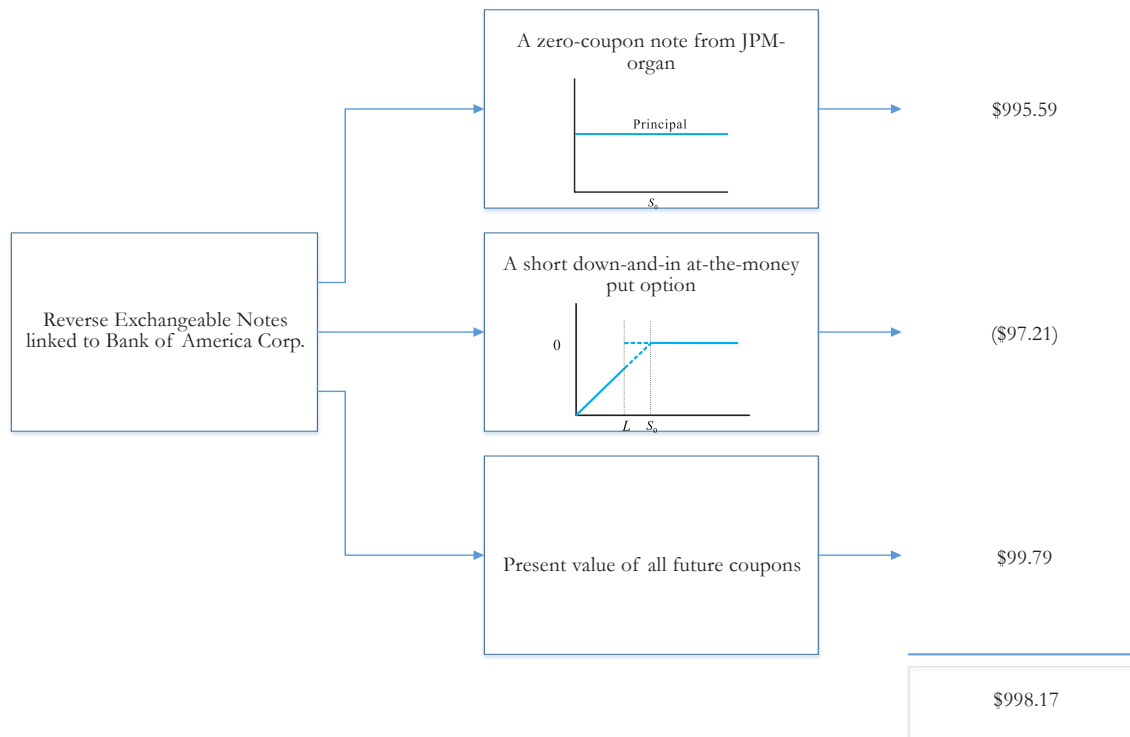 A zero-coupon note from JPM-
organ
Principal
S₀
$995.59
Reverse Exchangeable Notes
linked to Bank of America Corp.
A short down-and-in at-the-money
put option
0
L S₀
($97.21)
Present value of all future coupons
$99.79
$998.17